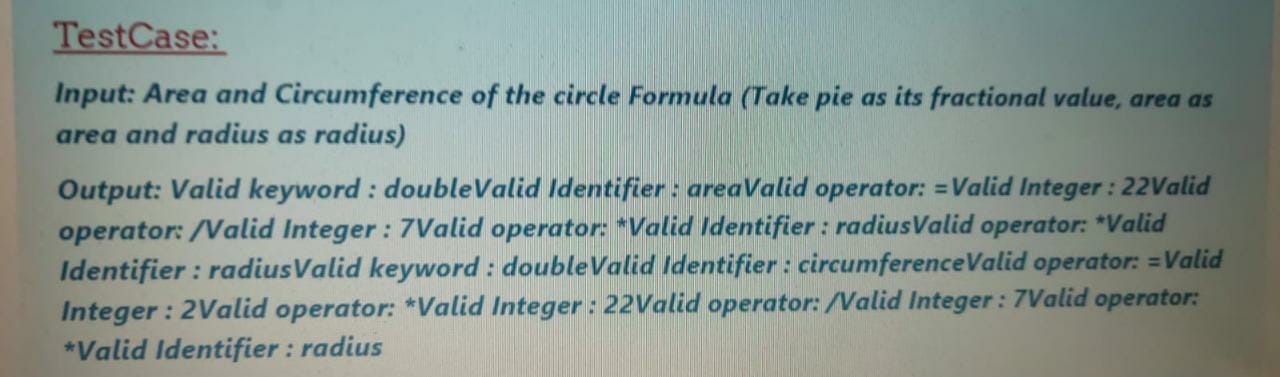 TestCase:
Input: Area and Circumference of the circle Formula (Take pie as its fractional value, area as
area and radius as radius)
Output: Valid keyword : doubleValid Identifier : areaValid operator: =Valid Integer : 22Valid
operator: /Valid Integer : 7Valid operator: *Valid Identifier : radiusValid operator: *Valid
Identifier : radiusValid keyword : doubleValid Identifier : circumferenceValid operator: =Valid
Integer : 2Valid operator: *Valid Integer : 22Valid operator: /Valid Integer : 7Valid operator:
*Valid Identifier : radius